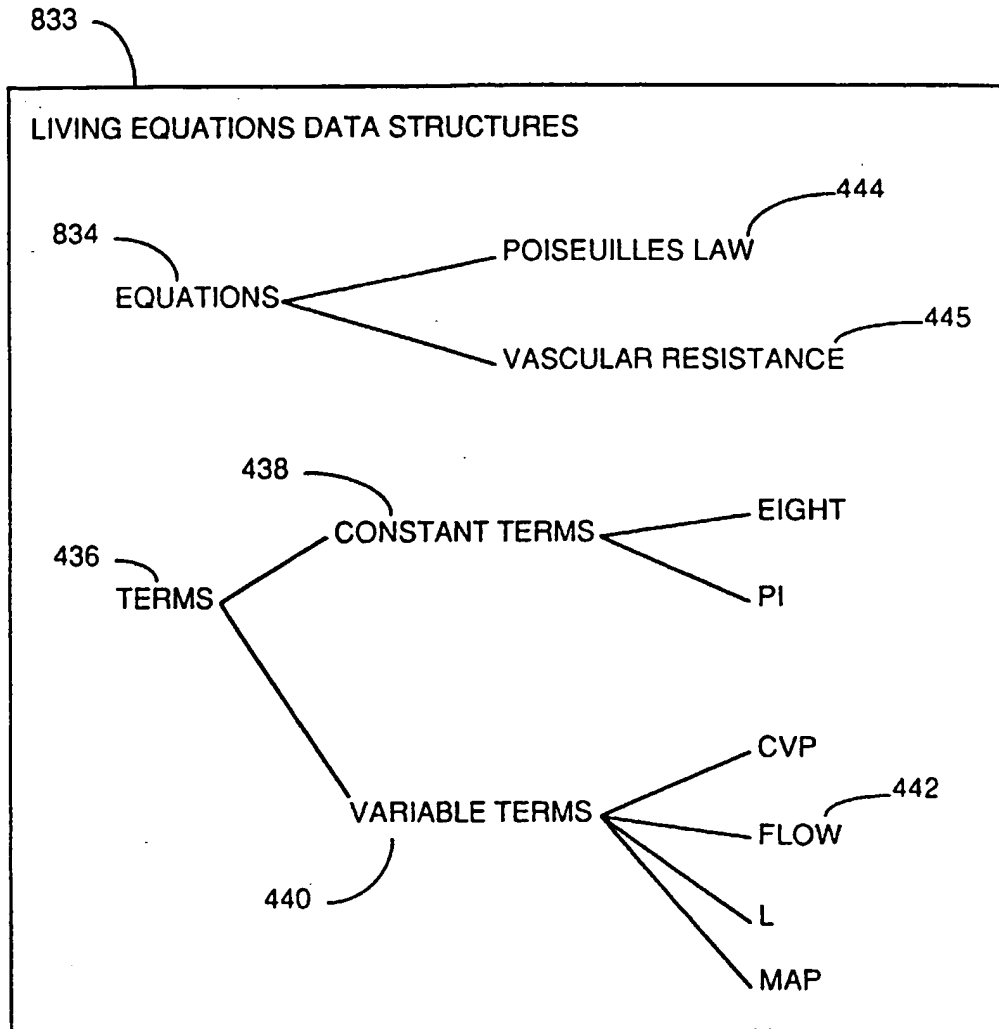 833
LIVING EQUATIONS DATA STRUCTURES
444
834
POISEUILLES LAW
EQUATIONS
445
VASCULAR RESISTANCE
438
EIGHT
CONSTANT TERMS
436
TERMS
PI
CVP
442
VARIABLE TERMS
FLOW
440
L
MAP